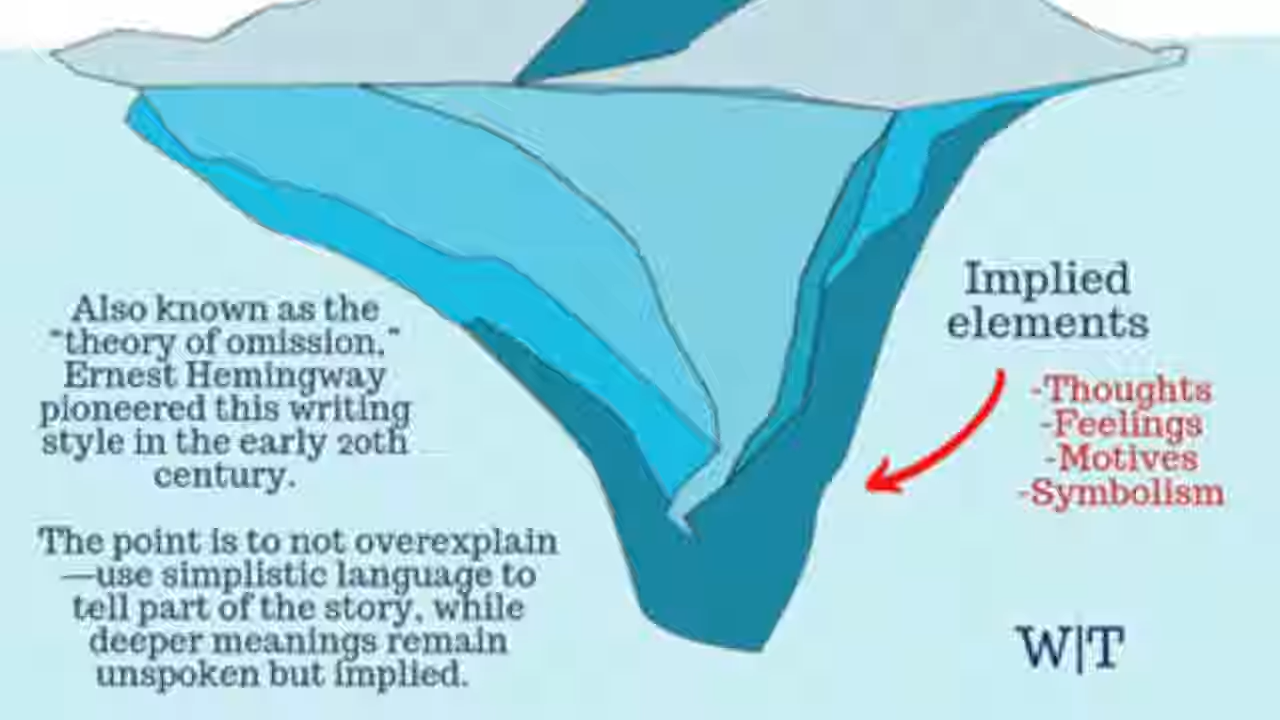 Also known as the
"theory of omission,"
Ernest Hemingway
pioneered this writing
style in the early 20th
century.
The point is to not overexplain
—use simplistic language to
tell part of the story, while
deeper meanings remain
unspoken but implied.
Implied
elements
-Thoughts
-Feelings
-Motives
-Symbolism
W|T